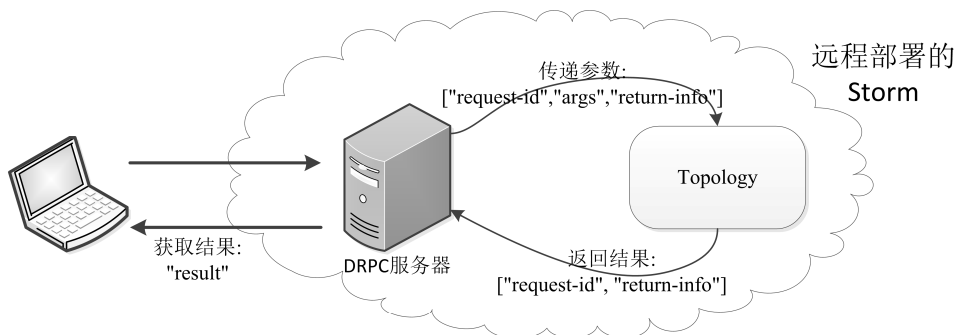 远程部署的
Storm
传递参数:
["request-id","args","return-info"]
Topology
获取结果:
"result"
DRPC服务器
返回结果:
["request-id", "return-info"]